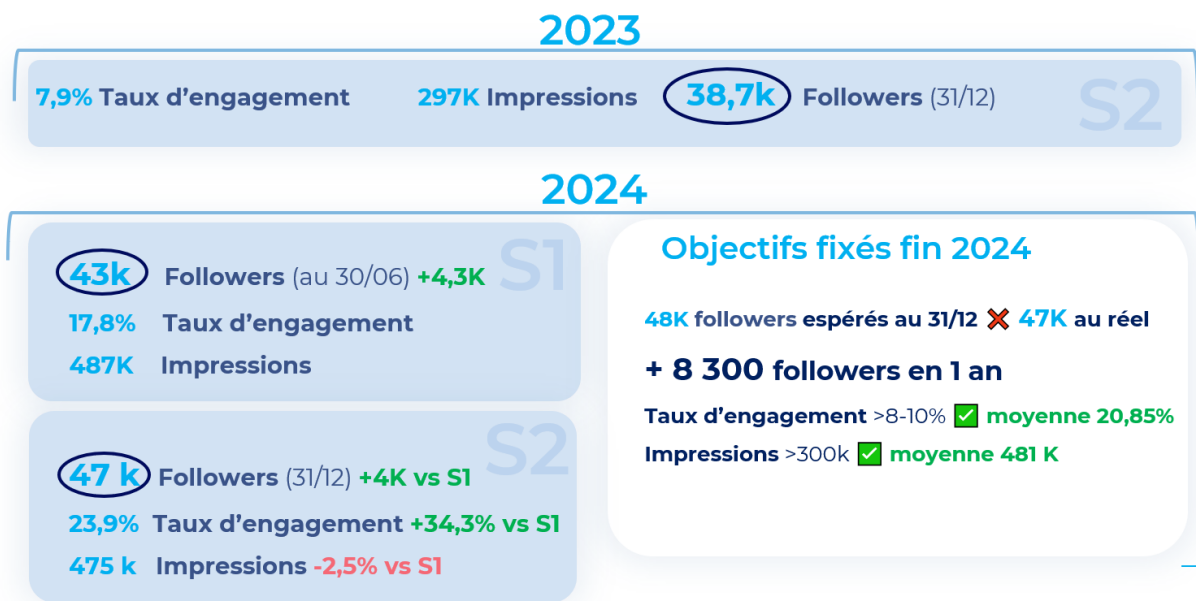 2023
7,9% Taux d’engagement 297K Impressions 38,7k Followers (31/12) S2
2024
S1
43k Followers (au 30/06) +4,3K
17,8% Taux d’engagement
487K Impressions
S2
47 k Followers (31/12) +4K vs S1
23,9% Taux d’engagement +34,3% vs S1
475 k Impressions -2,5% vs S1
Objectifs fixés fin 2024
48K followers espérés au 31/12 ❌ 47K au réel
+ 8 300 followers en 1 an
Taux d’engagement >8-10% ✅ moyenne 20,85%
Impressions >300k ✅ moyenne 481 K